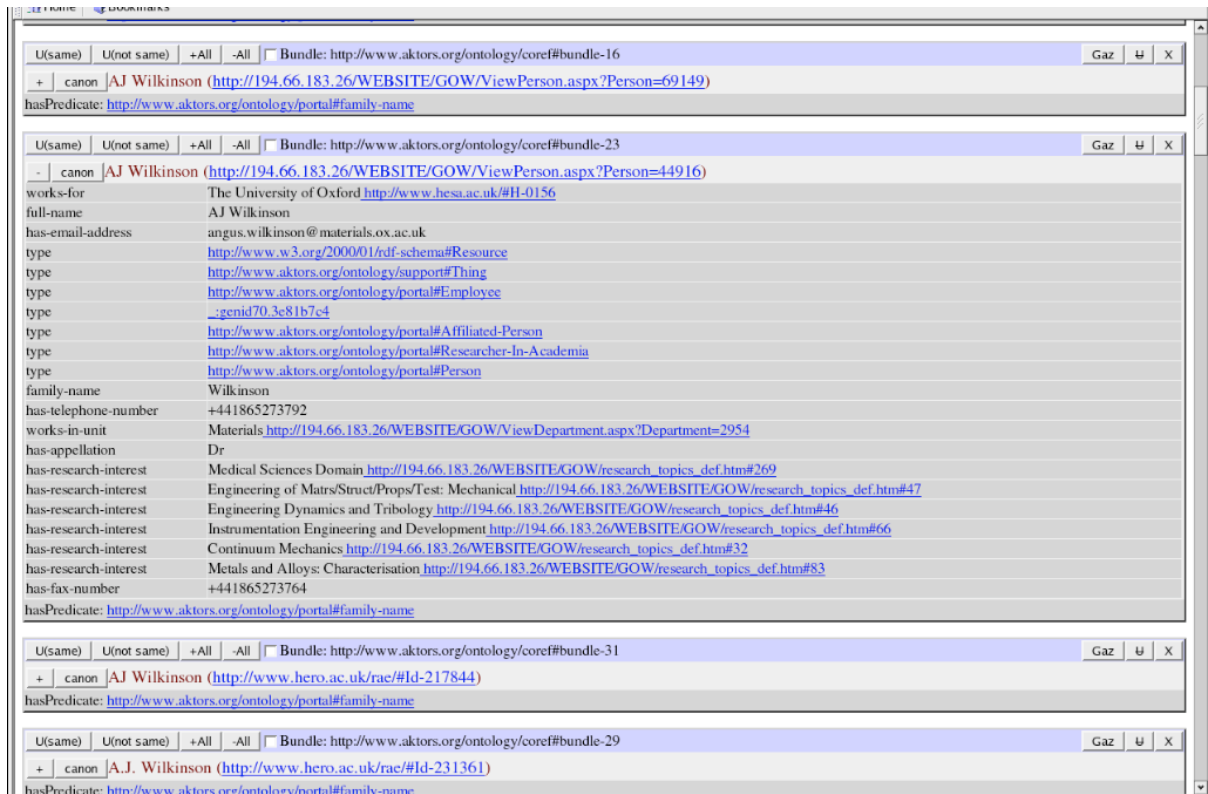 Home Bookmarks
U(same) U(not same) +All -All Bundle: http://www.aktors.org/ontology/coref#bundle-16 Gaz U X
+ canon AJ Wilkinson (http://194.66.183.26/WEBSITE/GOW/ViewPerson.aspx?Person=69149)
hasPredicate: http://www.aktors.org/ontology/portal#family-name
U(same) U(not same) +All -All Bundle: http://www.aktors.org/ontology/coref#bundle-23 Gaz U X
- canon AJ Wilkinson (http://194.66.183.26/WEBSITE/GOW/ViewPerson.aspx?Person=44916)
works-for The University of Oxford http://www.hesa.ac.uk/#H-0156
full-name AJ Wilkinson
has-email-address angus.wilkinson@materials.ox.ac.uk
type http://www.w3.org/2000/01/rdf-schema#Resource
type http://www.aktors.org/ontology/support#Thing
type http://www.aktors.org/ontology/portal#Employee
type _:genid70.3e81b7c4
type http://www.aktors.org/ontology/portal#Affiliated-Person
type http://www.aktors.org/ontology/portal#Researcher-In-Academia
type http://www.aktors.org/ontology/portal#Person
family-name Wilkinson
has-telephone-number +441865273792
works-in-unit Materials http://194.66.183.26/WEBSITE/GOW/ViewDepartment.aspx?Department=2954
has-appellation Dr
has-research-interest Medical Sciences Domain http://194.66.183.26/WEBSITE/GOW/research_topics_def.htm#269
has-research-interest Engineering of Matrs/Struct/Props/Test: Mechanical http://194.66.183.26/WEBSITE/GOW/research_topics_def.htm#47
has-research-interest Engineering Dynamics and Tribology http://194.66.183.26/WEBSITE/GOW/research_topics_def.htm#46
has-research-interest Instrumentation Engineering and Development http://194.66.183.26/WEBSITE/GOW/research_topics_def.htm#66
has-research-interest Continuum Mechanics http://194.66.183.26/WEBSITE/GOW/research_topics_def.htm#32
has-research-interest Metals and Alloys: Characterisation http://194.66.183.26/WEBSITE/GOW/research_topics_def.htm#83
has-fax-number +441865273764
hasPredicate: http://www.aktors.org/ontology/portal#family-name
U(same) U(not same) +All -All Bundle: http://www.aktors.org/ontology/coref#bundle-31 Gaz U X
+ canon AJ Wilkinson (http://www.hero.ac.uk/rae/#Id-217844)
hasPredicate: http://www.aktors.org/ontology/portal#family-name
U(same) U(not same) +All -All Bundle: http://www.aktors.org/ontology/coref#bundle-29 Gaz U X
+ canon A.J. Wilkinson (http://www.hero.ac.uk/rae/#Id-231361)
hasPredicate: http://www.aktors.org/ontology/portal#family-name